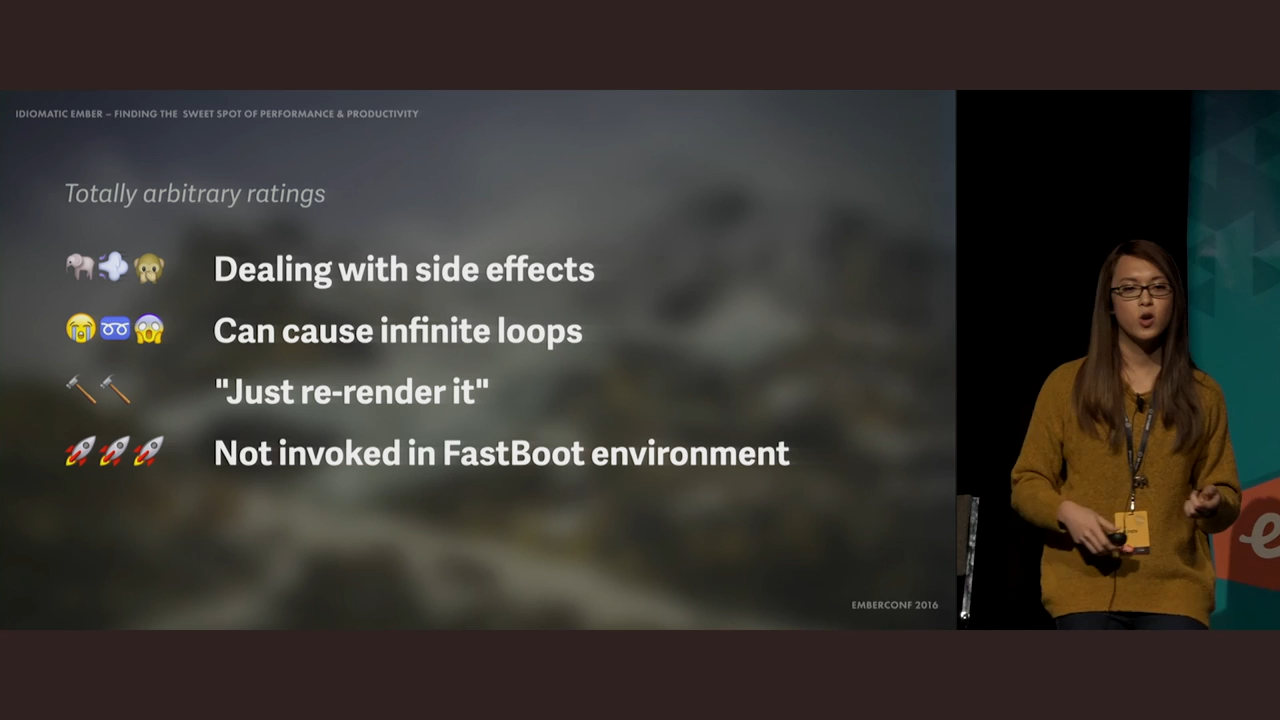 IDIOMATIC EMBER – FINDING THE SWEET SPOT OF PERFORMANCE & PRODUCTIVITY
Totally arbitrary ratings
Dealing with side effects
Can cause infinite loops
"Just re-render it"
Not invoked in FastBoot environment
EMBERCONF 2016
e